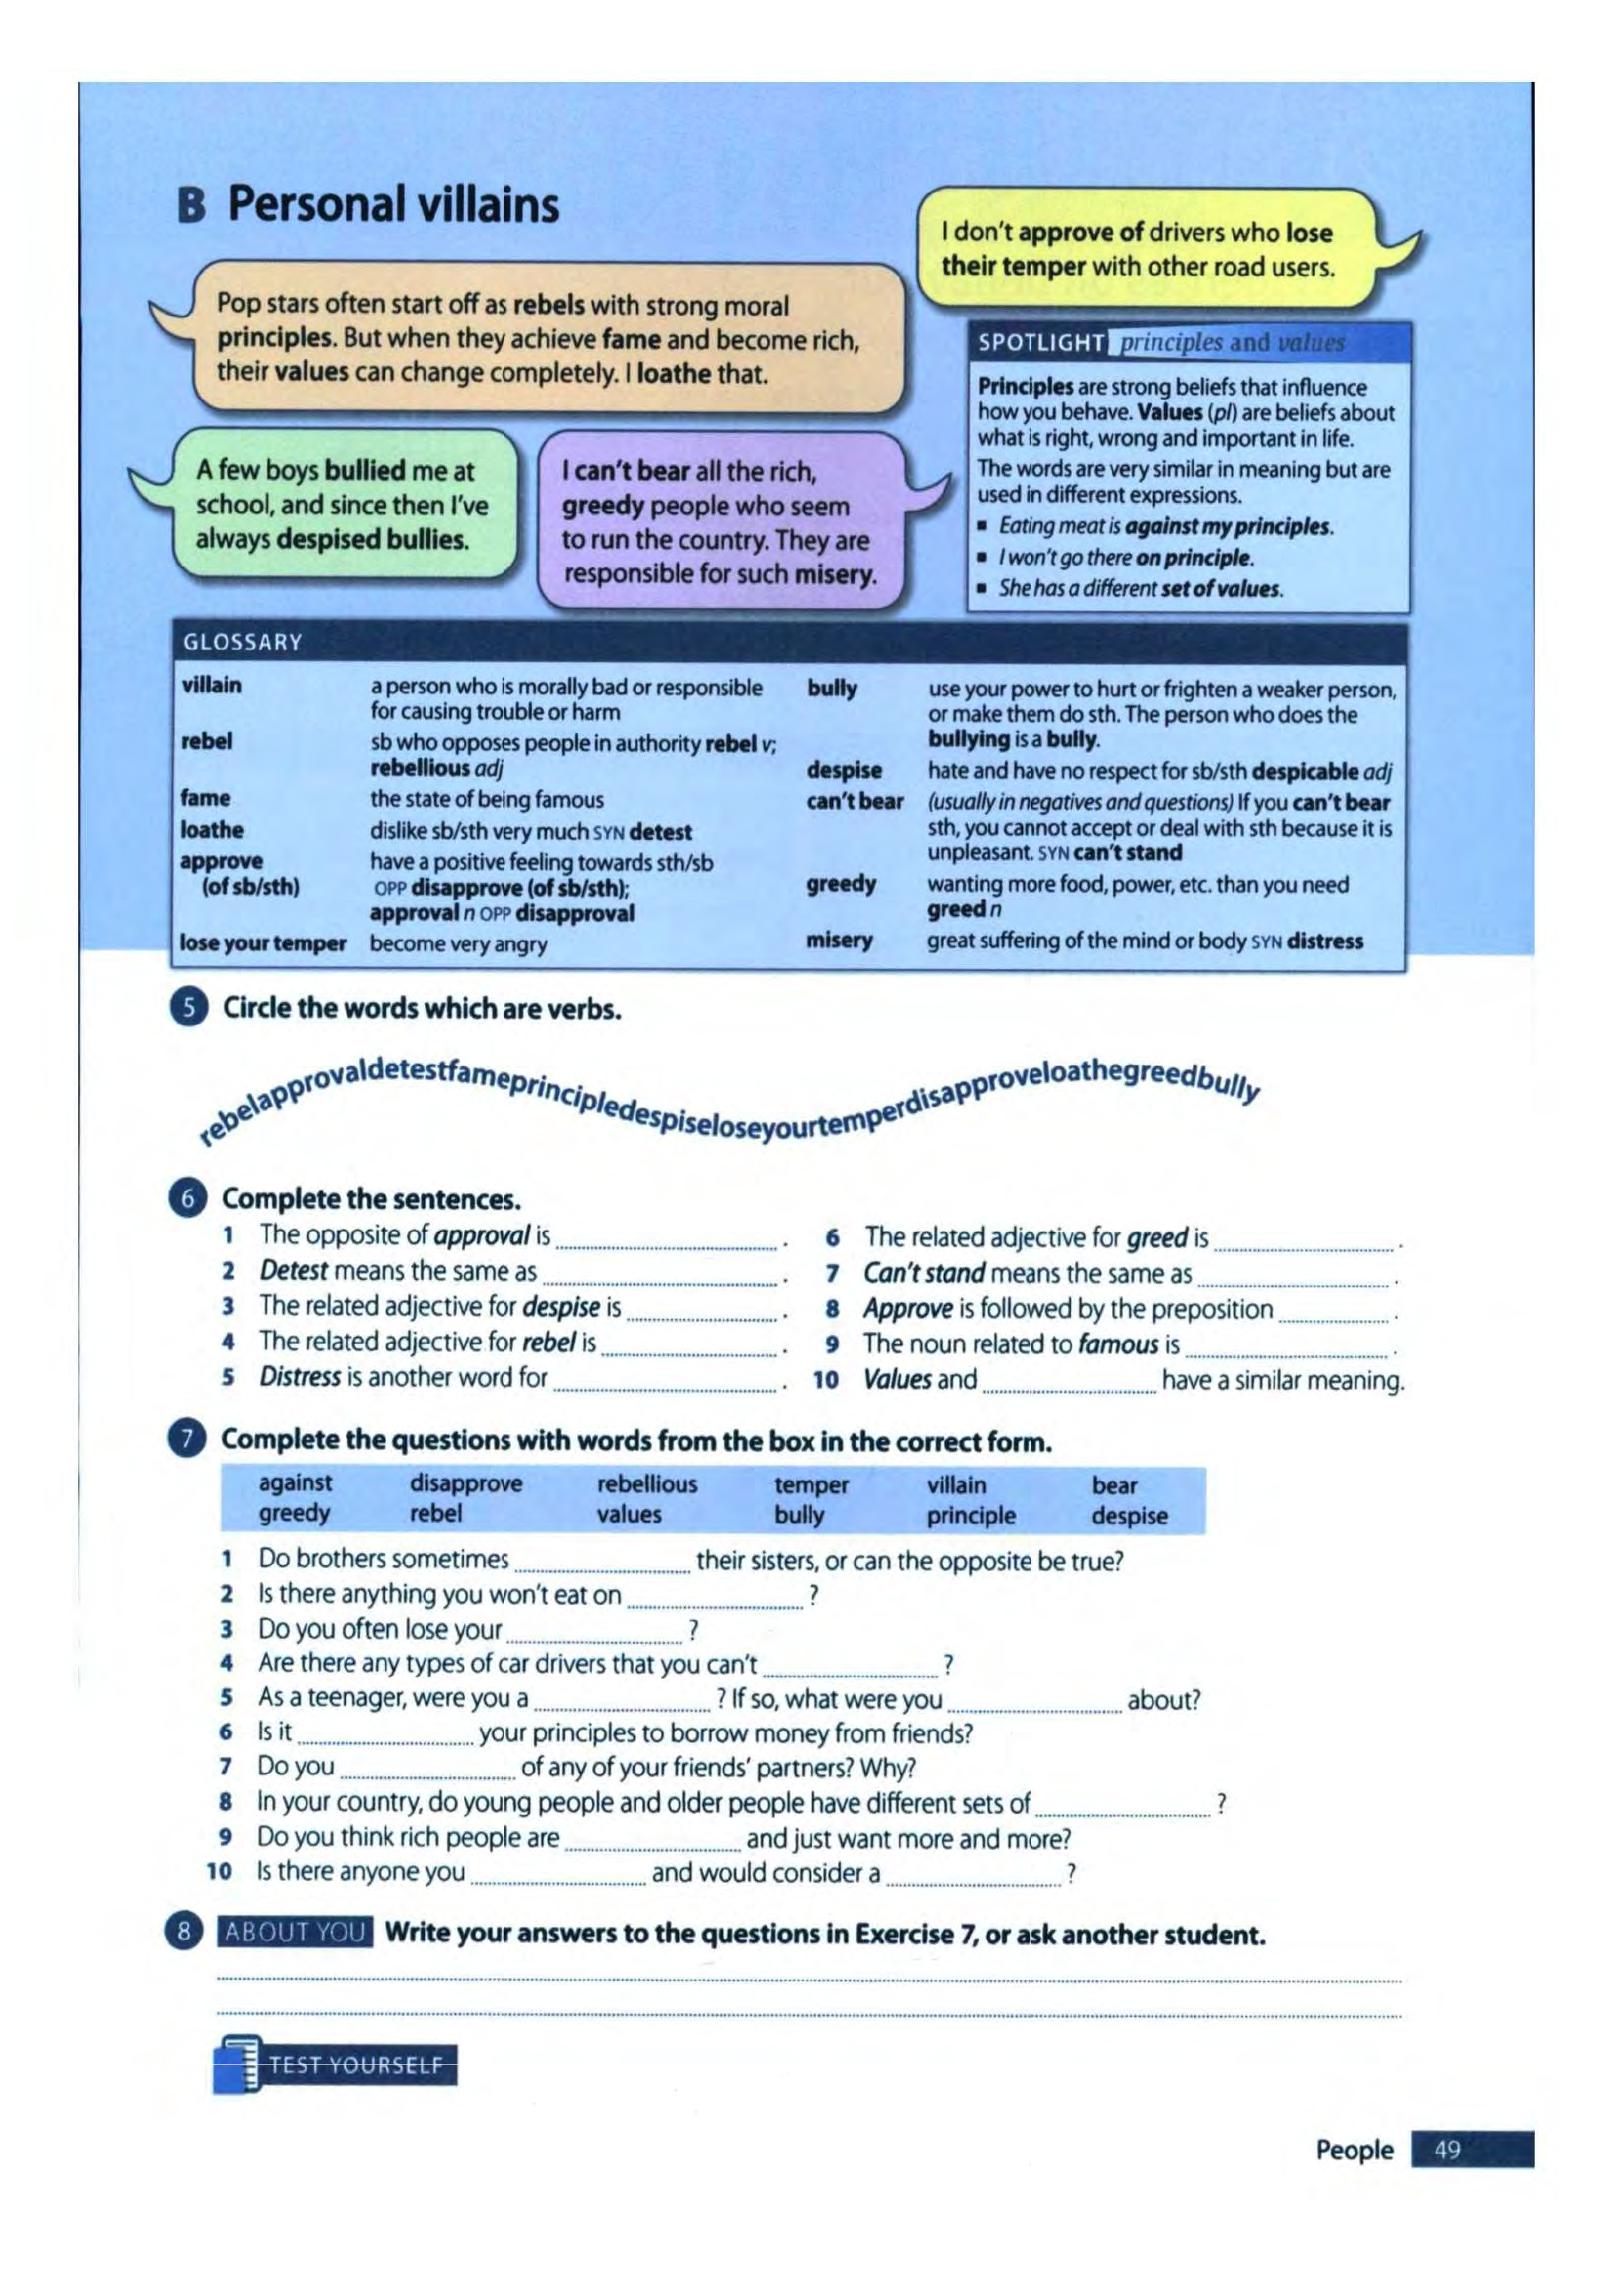 B Personal villains
I don't approve of drivers who lose
their temper with other road users.
Pop stars often start off as rebels with strong moral
principles. But when they achieve fame and become rich,
their values can change completely. I loathe that.
A few boys bullied me at
school, and since then I've
always despised bullies.
I can't bear all the rich,
greedy people who seem
to run the country. They are
responsible for such misery.
SPOTLIGHT principles and values
Principles are strong beliefs that influence
how you behave. Values (pl) are beliefs about
what is right, wrong and important in life.
The words are very similar in meaning but are
used in different expressions.
▪ Eating meat is against my principles.
▪ I won't go there on principle.
▪ She has a different set of values.
GLOSSARY
villain a person who is morally bad or responsible
for causing trouble or harm
rebel sb who opposes people in authority rebel v;
rebellious adj
fame the state of being famous
loathe dislike sb/sth very much SYN detest
approve have a positive feeling towards sth/sb
(of sb/sth) OPP disapprove (of sb/sth);
approval n OPP disapproval
lose your temper become very angry
bully use your power to hurt or frighten a weaker person,
or make them do sth. The person who does the
bullying is a bully.
despise hate and have no respect for sb/sth despicable adj
can't bear (usually in negatives and questions) If you can't bear
sth, you cannot accept or deal with sth because it is
unpleasant. SYN can't stand
greedy wanting more food, power, etc. than you need
greed n
misery great suffering of the mind or body SYN distress
5 Circle the words which are verbs.
rebelapprovaldetestfameprincipledespiseloseyourtemperdisapproveloathegreedbully
6 Complete the sentences.
1 The opposite of approval is .
2 Detest means the same as .
3 The related adjective for despise is .
4 The related adjective for rebel is .
5 Distress is another word for .
6 The related adjective for greed is .
7 Can't stand means the same as .
8 Approve is followed by the preposition .
9 The noun related to famous is .
10 Values and have a similar meaning.
7 Complete the questions with words from the box in the correct form.
against disapprove rebellious temper villain bear
greedy rebel values bully principle despise
1 Do brothers sometimes their sisters, or can the opposite be true?
2 Is there anything you won't eat on ?
3 Do you often lose your ?
4 Are there any types of car drivers that you can't ?
5 As a teenager, were you a ? If so, what were you about?
6 Is it your principles to borrow money from friends?
7 Do you of any of your friends' partners? Why?
8 In your country, do young people and older people have different sets of ?
9 Do you think rich people are and just want more and more?
10 Is there anyone you and would consider a ?
8 ABOUT YOU Write your answers to the questions in Exercise 7, or ask another student.
TEST YOURSELF
People 49